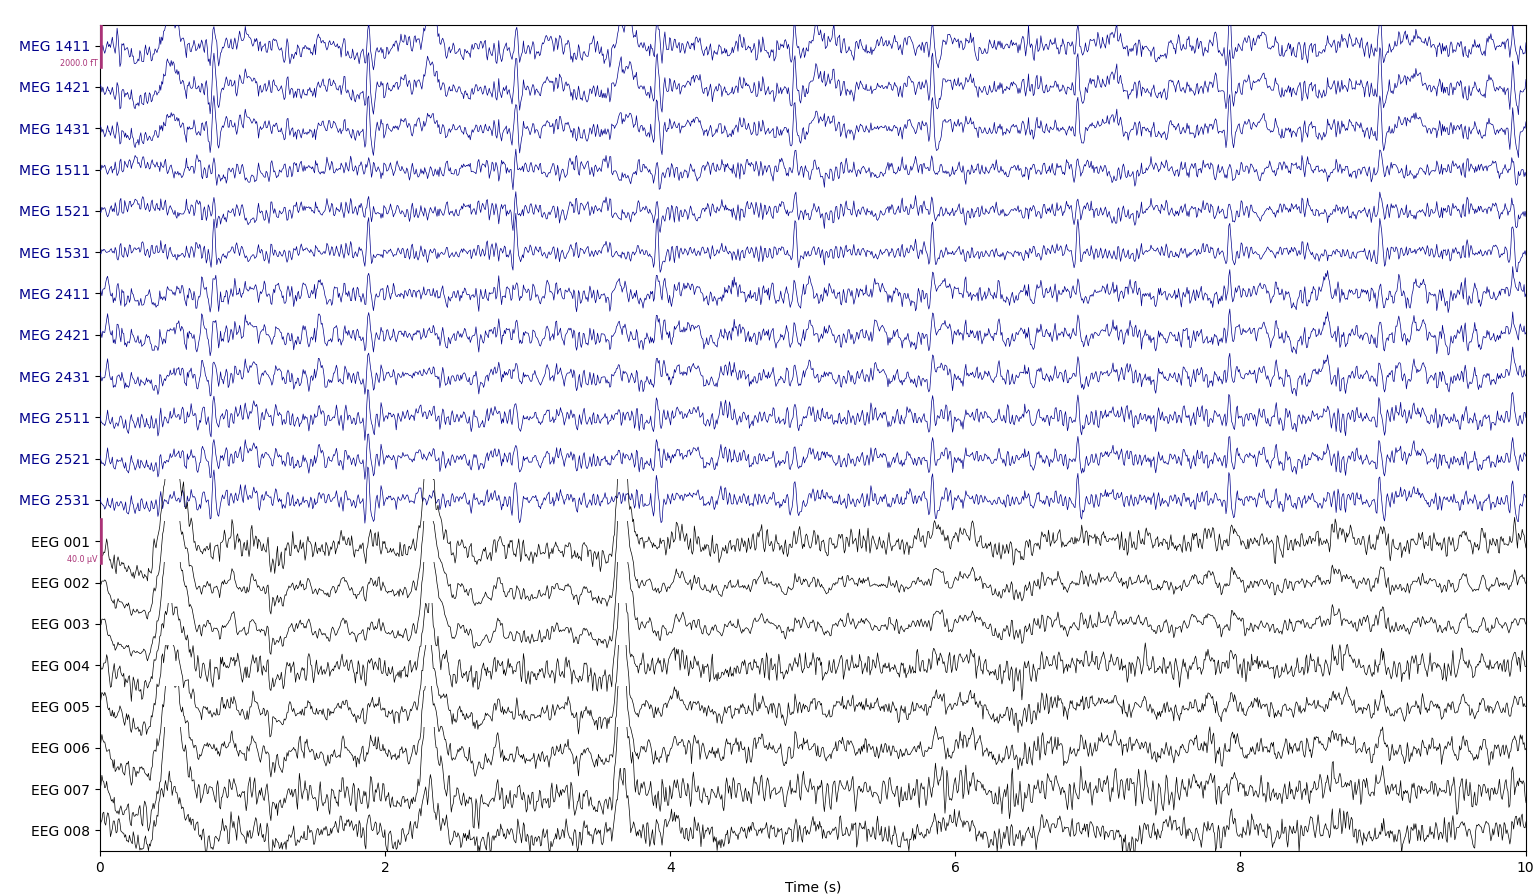 MEG 1411
2000.0 fT
MEG 1421
MEG 1431
MEG 1511
MEG 1521
MEG 1531
MEG 2411
MEG 2421
MEG 2431
MEG 2511
MEG 2521
MEG 2531
EEG 001
40.0 µV
EEG 002
EEG 003
EEG 004
EEG 005
EEG 006
EEG 007
EEG 008
0 2 4 6 8 10
Time (s)